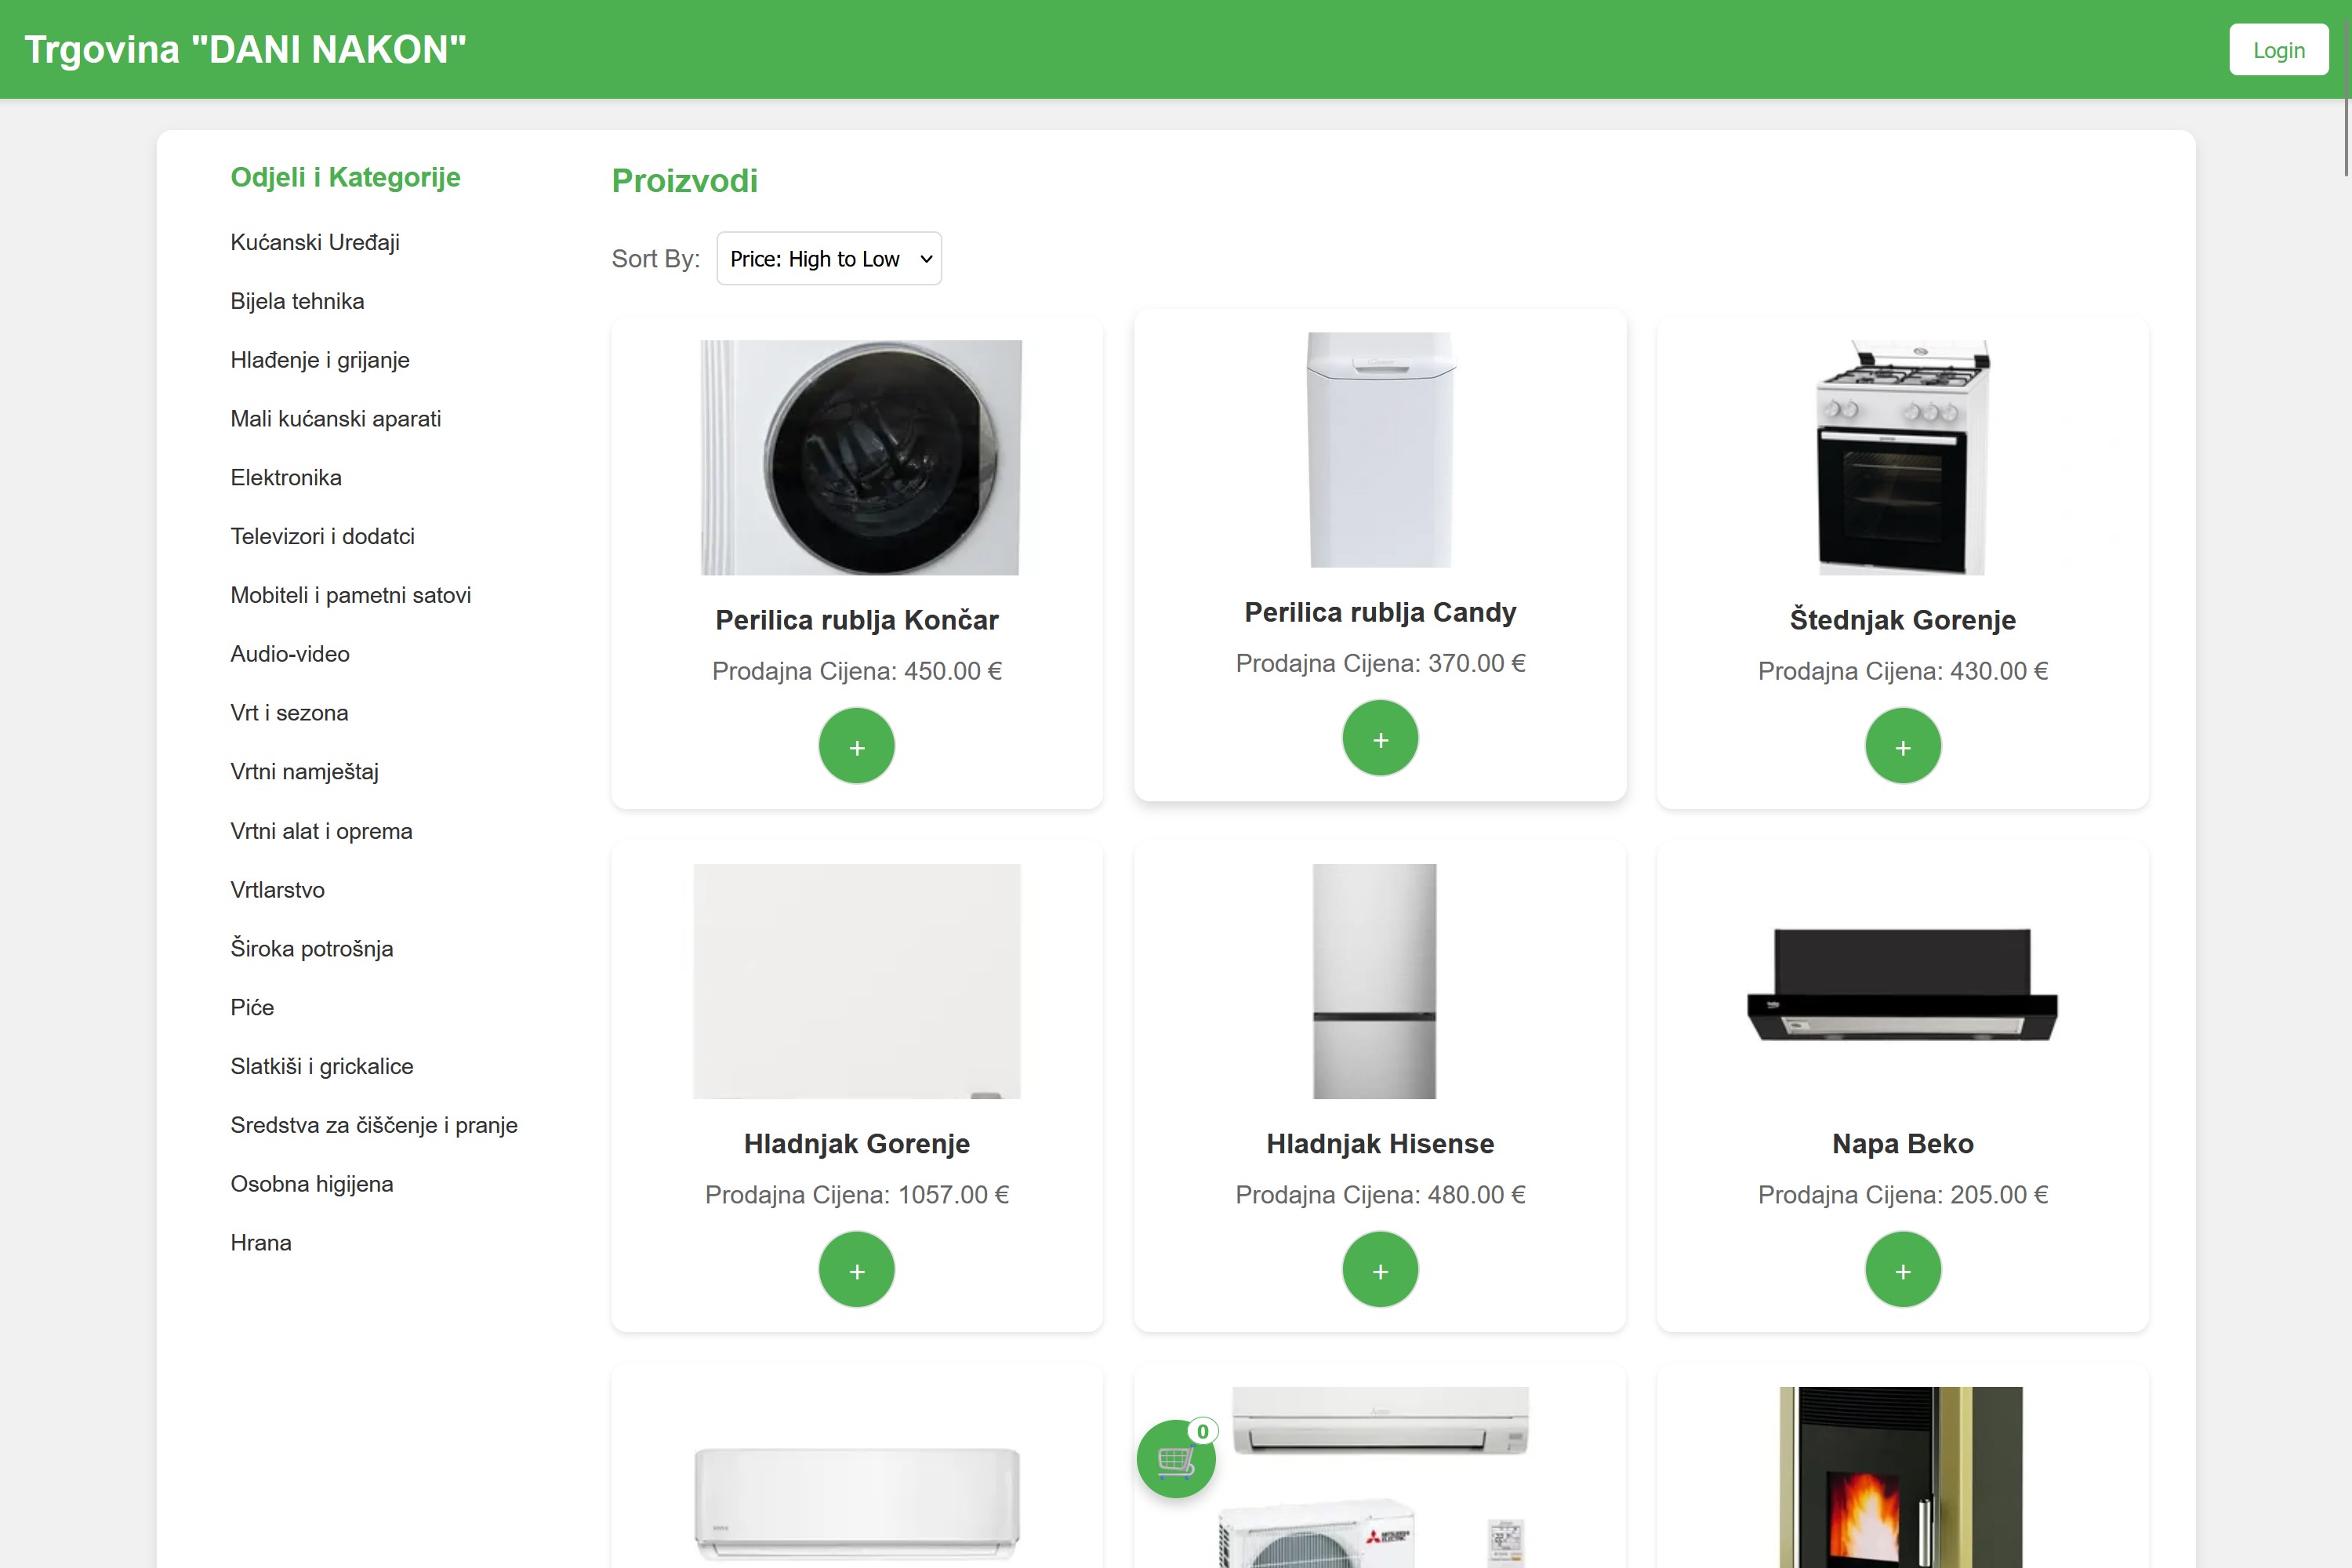 Trgovina "DANI NAKON"
Login
Odjeli i Kategorije
Kućanski Uređaji
Bijela tehnika
Hlađenje i grijanje
Mali kućanski aparati
Elektronika
Televizori i dodatci
Mobiteli i pametni satovi
Audio-video
Vrt i sezona
Vrtni namještaj
Vrtni alat i oprema
Vrtlarstvo
Široka potrošnja
Piće
Slatkiši i grickalice
Sredstva za čiščenje i pranje
Osobna higijena
Hrana
Proizvodi
Sort By: Price: High to Low
Perilica rublja Končar
Prodajna Cijena: 450.00 €
+
Perilica rublja Candy
Prodajna Cijena: 370.00 €
+
Štednjak Gorenje
Prodajna Cijena: 430.00 €
+
Hladnjak Gorenje
Prodajna Cijena: 1057.00 €
+
Hladnjak Hisense
Prodajna Cijena: 480.00 €
+
Napa Beko
Prodajna Cijena: 205.00 €
+
0
MITSUBISHI
ELECTRIC